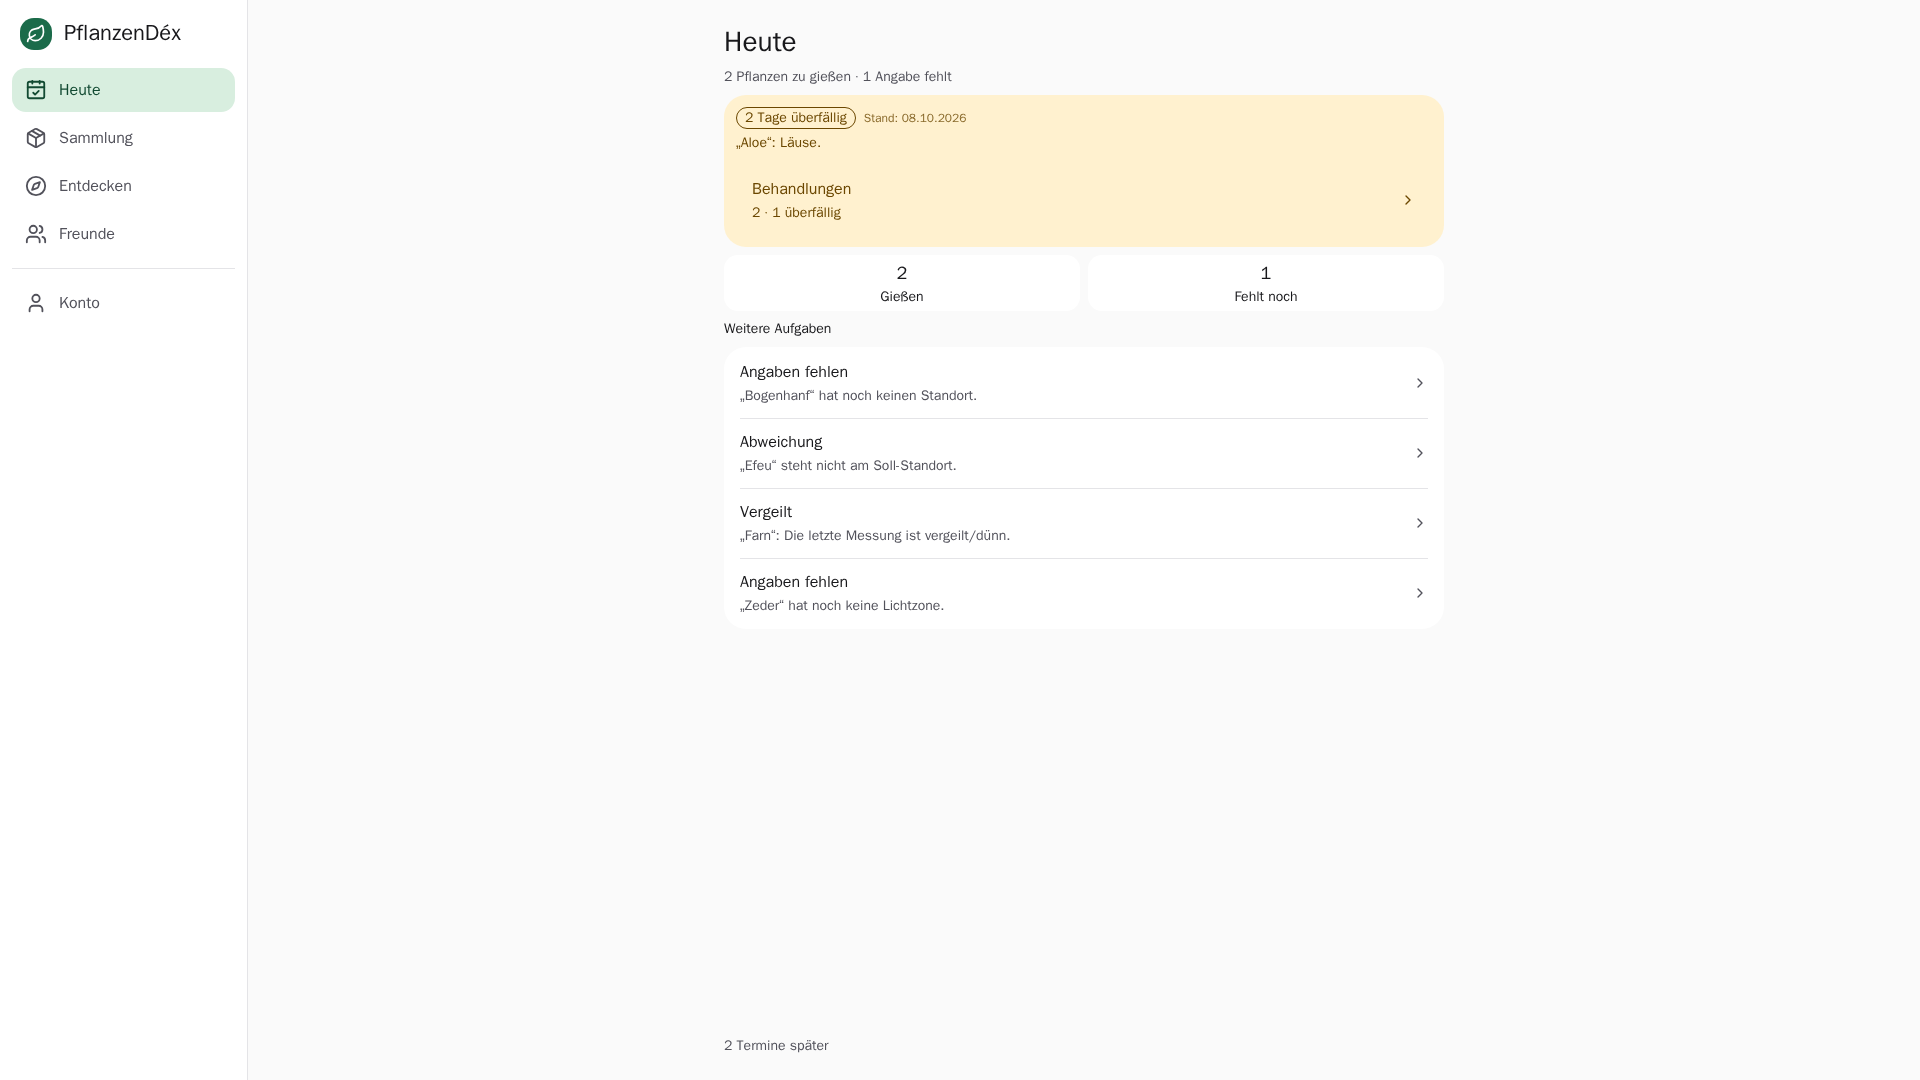 PflanzenDéx
Heute
Sammlung
Entdecken
Freunde
Konto
Heute
2 Pflanzen zu gießen · 1 Angabe fehlt
2 Tage überfällig Stand: 08.10.2026
„Aloe“: Läuse.
Behandlungen
2 · 1 überfällig
2
Gießen
1
Fehlt noch
Weitere Aufgaben
Angaben fehlen
„Bogenhanf“ hat noch keinen Standort.
Abweichung
„Efeu“ steht nicht am Soll-Standort.
Vergeilt
„Farn“: Die letzte Messung ist vergeilt/dünn.
Angaben fehlen
„Zeder“ hat noch keine Lichtzone.
2 Termine später